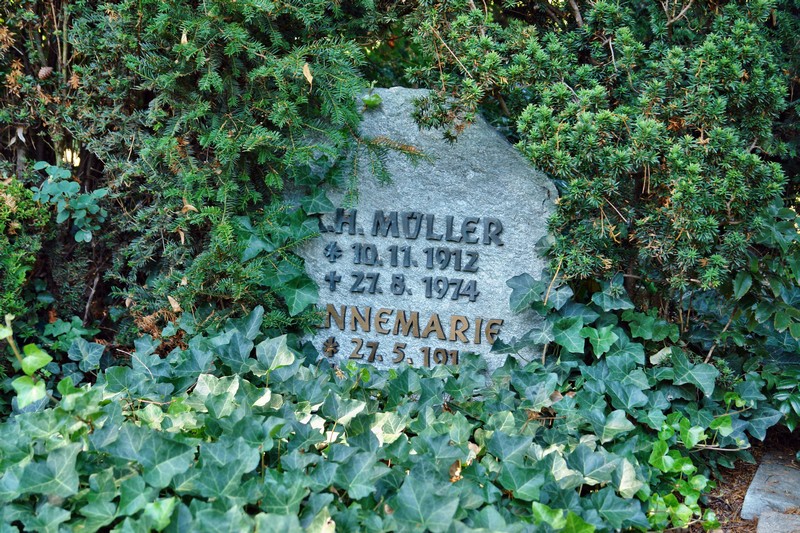 .H. MÜLLER
* 10.11.1912
† 27.8.1974
NNEMARIE
* 27.5.191